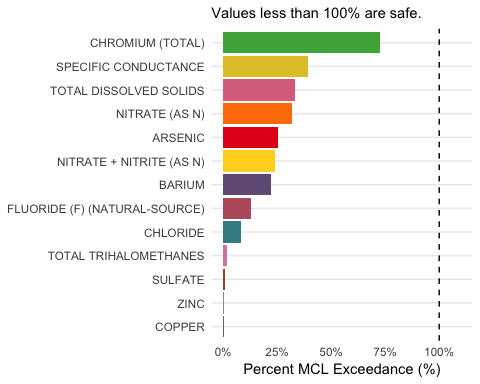 Values less than 100% are safe.
CHROMIUM (TOTAL)
SPECIFIC CONDUCTANCE
TOTAL DISSOLVED SOLIDS
NITRATE (AS N)
ARSENIC
NITRATE + NITRITE (AS N)
BARIUM
FLUORIDE (F) (NATURAL-SOURCE)
CHLORIDE
TOTAL TRIHALOMETHANES
SULFATE
ZINC
COPPER
0% 25% 50% 75% 100%
Percent MCL Exceedance (%)